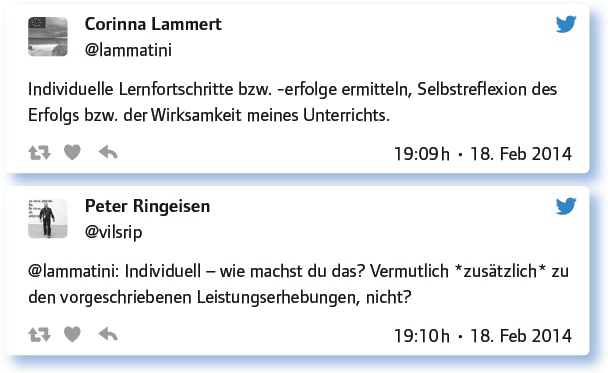 Corinna Lammert
@lammatini
Individuelle Lernfortschritte bzw. -erfolge ermitteln, Selbstreflexion des
Erfolgs bzw. der Wirksamkeit meines Unterrichts.
19:09 h · 18. Feb 2014
Peter Ringeisen
@vilsrip
@lammatini: Individuell – wie machst du das? Vermutlich *zusätzlich* zu
den vorgeschriebenen Leistungserhebungen, nicht?
19:10 h · 18. Feb 2014